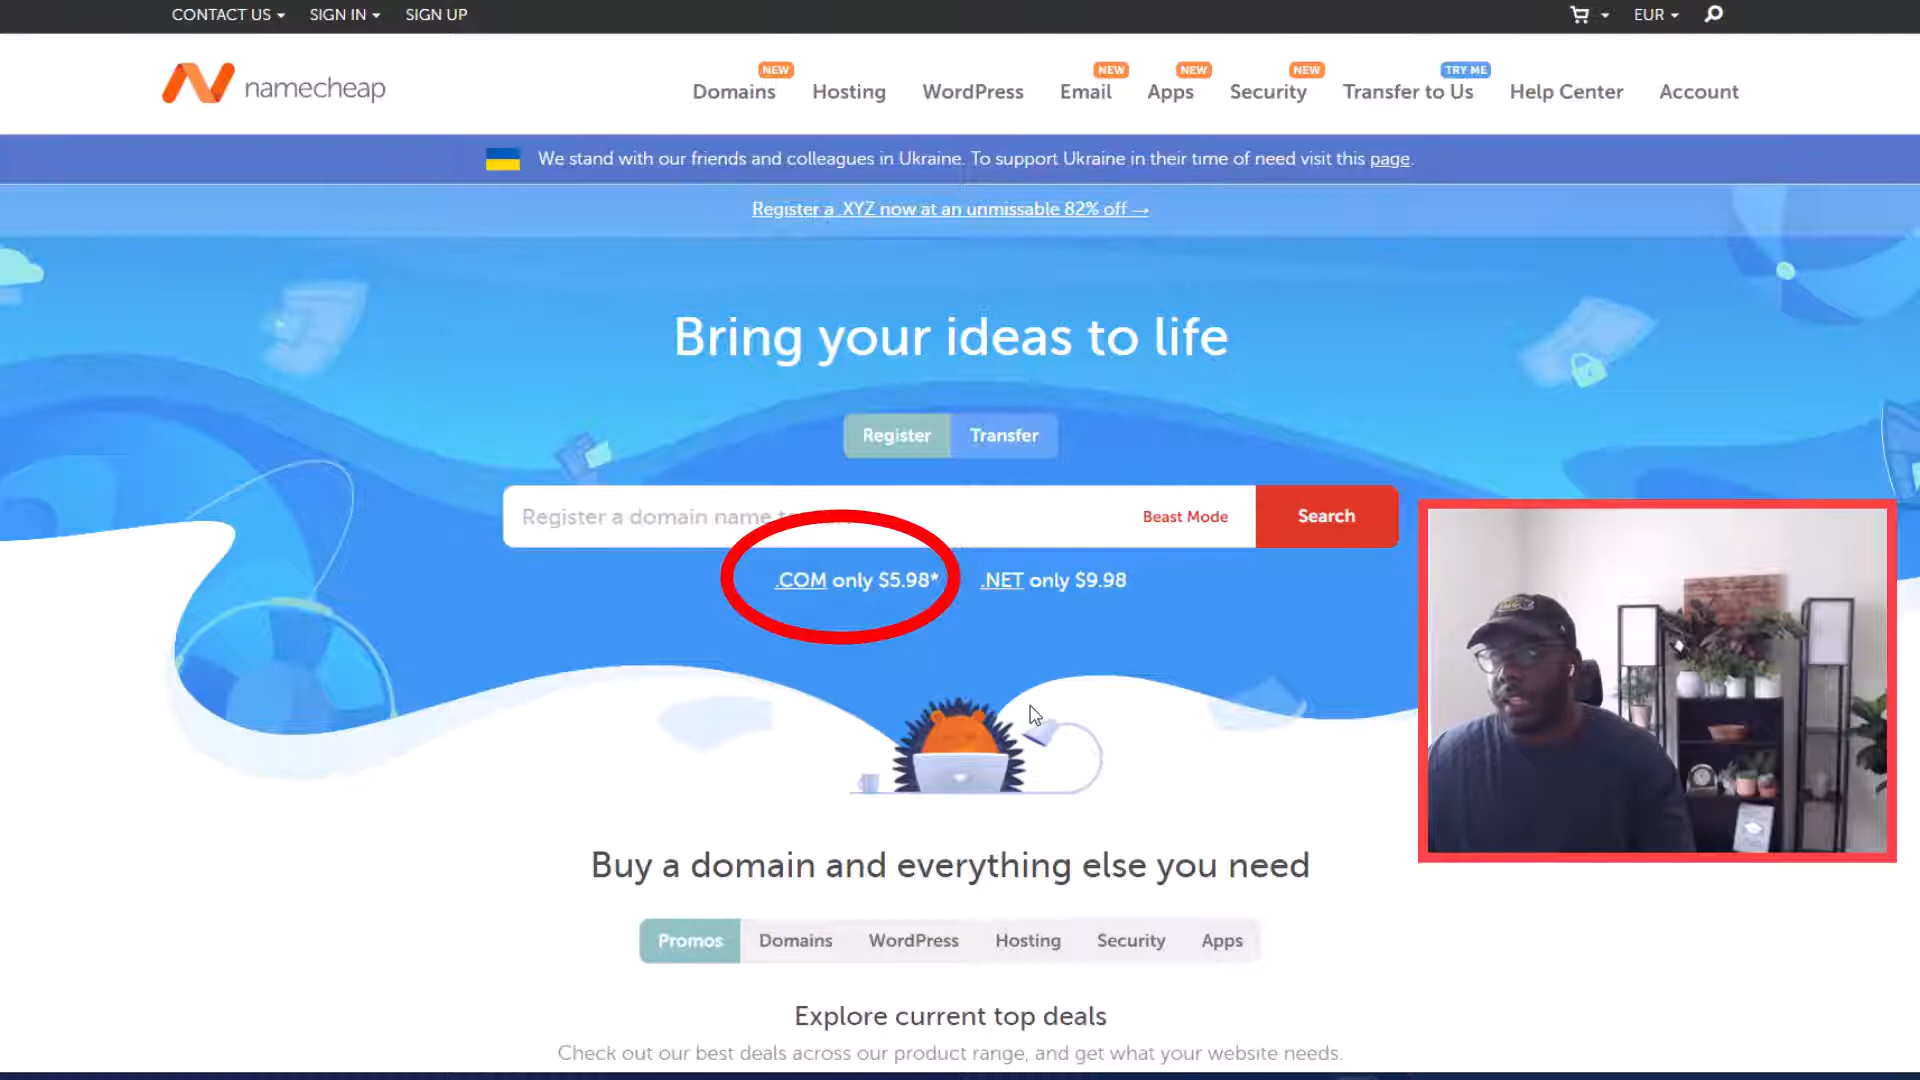 CONTACT US SIGN IN SIGN UP EUR
namecheap
NEW NEW NEW NEW TRY ME
Domains Hosting WordPress Email Apps Security Transfer to Us Help Center Account
We stand with our friends and colleagues in Ukraine. To support Ukraine in their time of need visit this page.
Register a .XYZ now at an unmissable 82% off →
Bring your ideas to life
Register Transfer
Register a domain name Beast Mode Search
.COM only $5.98* .NET only $9.98
Buy a domain and everything else you need
Promos Domains WordPress Hosting Security Apps
Explore current top deals
Check out our best deals across our product range, and get what your website needs.